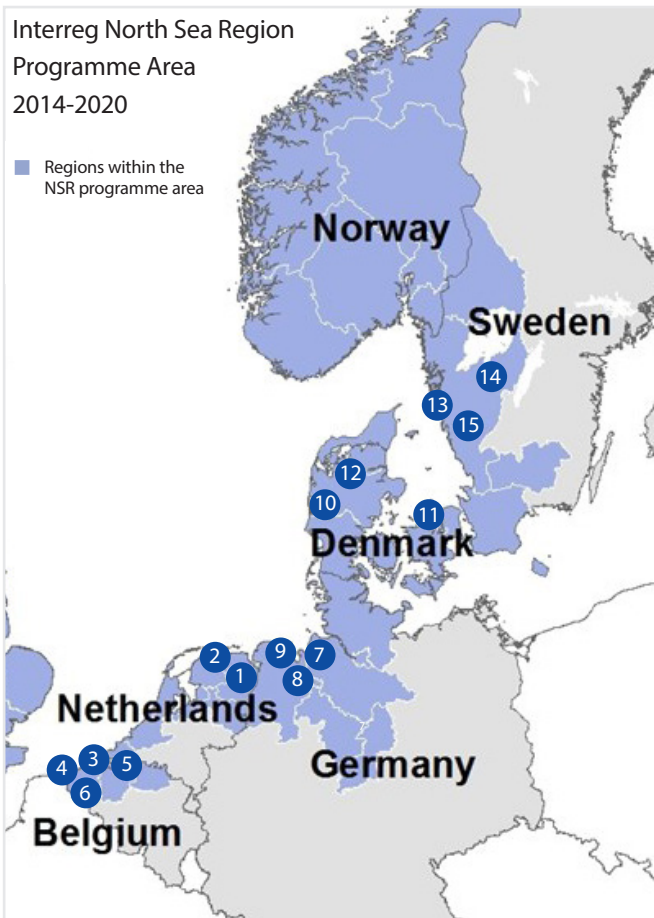 Interreg North Sea Region
Programme Area
2014-2020
Regions within the
NSR programme area
Norway
Sweden
14
13
15
12
10
11
Denmark
9
7
2
1
8
Netherlands
3
5
4
Germany
6
Belgium